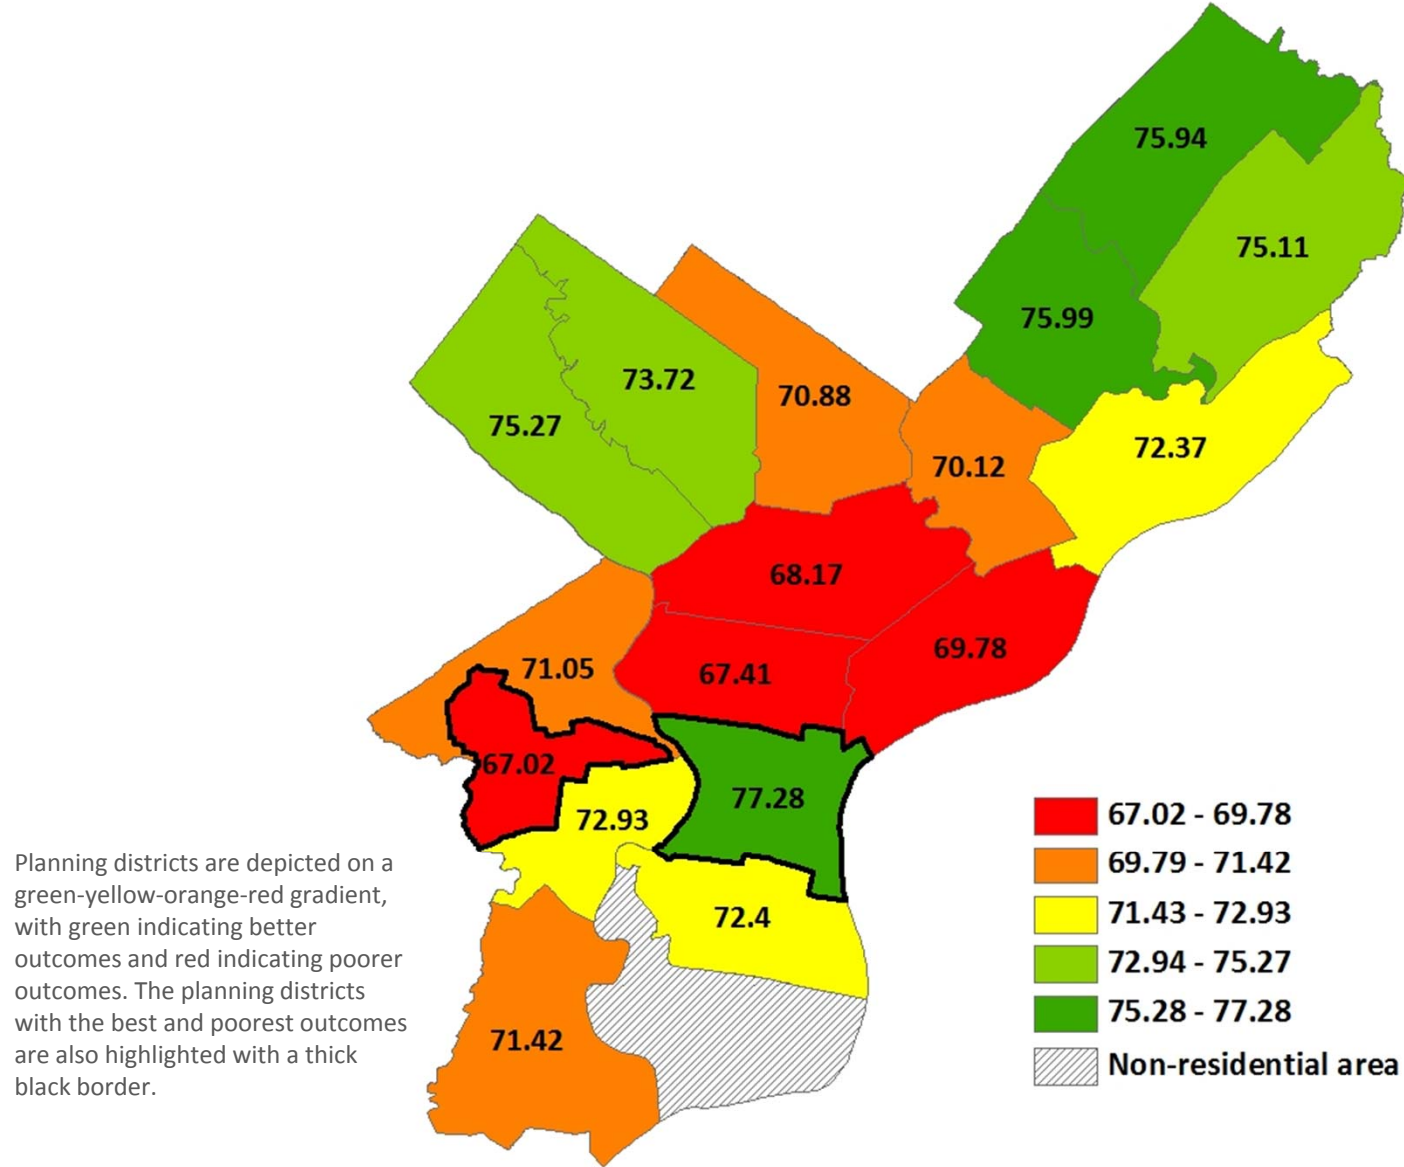 75.94
75.11
75.99
73.72
70.88
75.27
72.37
70.12
68.17
69.78
71.05
67.41
67.02
77.28
72.93
72.4
71.42
Planning districts are depicted on a
green-yellow-orange-red gradient,
with green indicating better
outcomes and red indicating poorer
outcomes. The planning districts
with the best and poorest outcomes
are also highlighted with a thick
black border.
67.02 - 69.78
69.79 - 71.42
71.43 - 72.93
72.94 - 75.27
75.28 - 77.28
Non-residential area